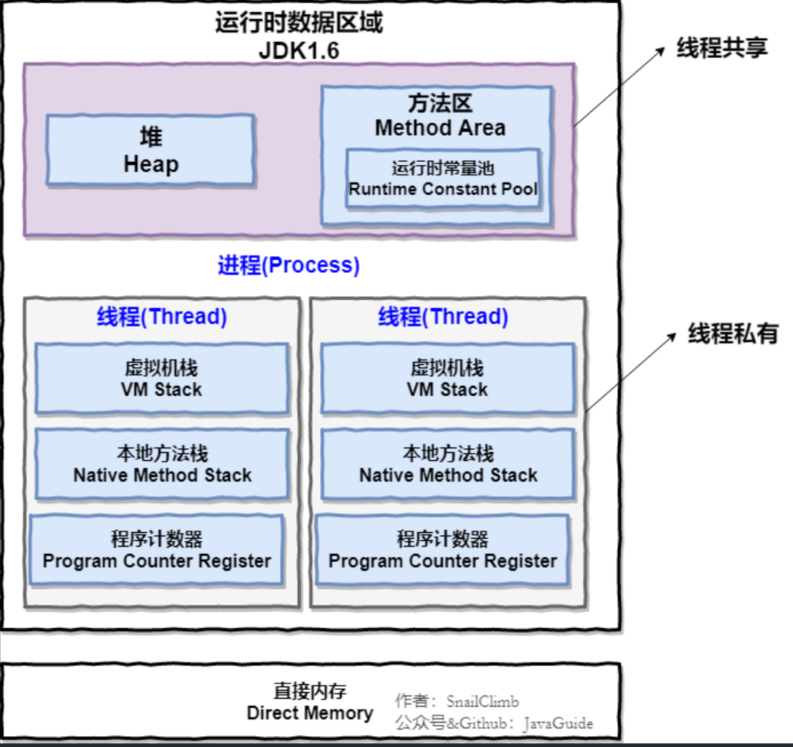 运行时数据区域
JDK1.6
线程共享
堆
Heap
方法区
Method Area
运行时常量池
Runtime Constant Pool
进程(Process)
线程(Thread)
虚拟机栈
VM Stack
本地方法栈
Native Method Stack
程序计数器
Program Counter Register
线程(Thread)
虚拟机栈
VM Stack
本地方法栈
Native Method Stack
程序计数器
Program Counter Register
线程私有
直接内存
Direct Memory
作者：SnailClimb
公众号&Github：JavaGuide